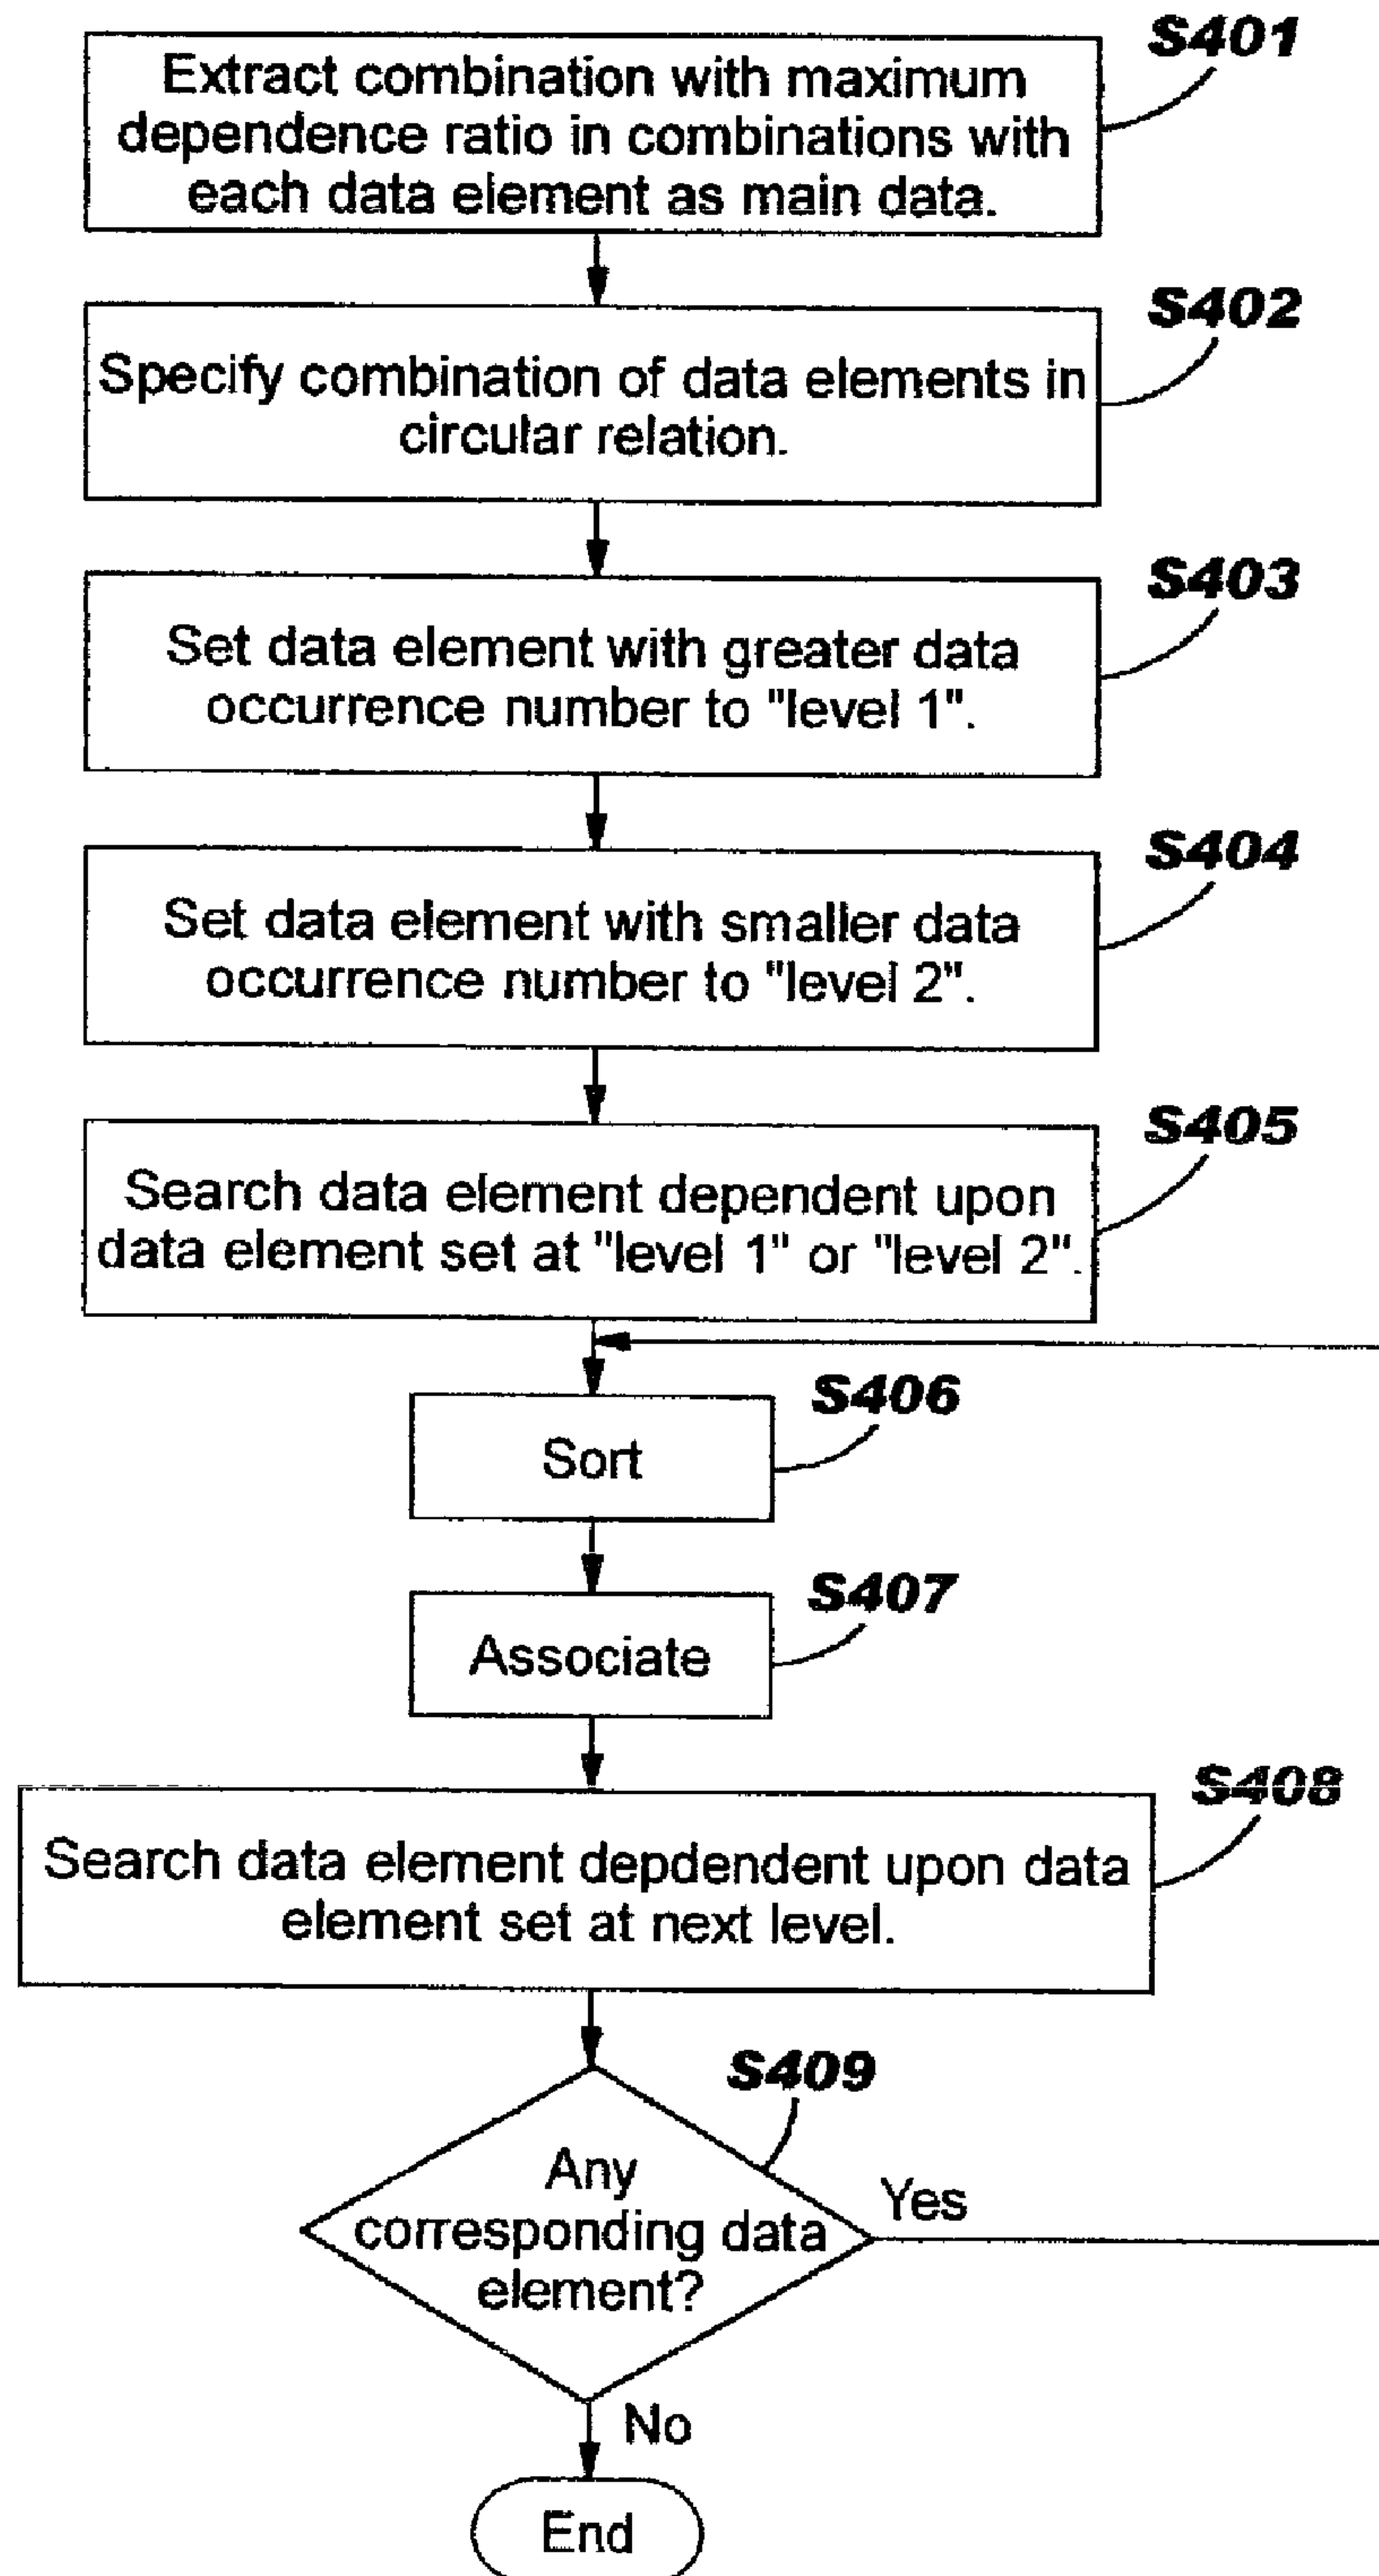 S401
Extract combination with maximum
dependence ratio in combinations with
each data element as main data.
S402
Specify combination of data elements in
circular relation.
S403
Set data element with greater data
occurrence number to "level 1".
S404
Set data element with smaller data
occurrence number to "level 2".
S405
Search data element dependent upon
data element set at "level 1" or "level 2".
S406
Sort
S407
Associate
S408
Search data element depdendent upon data
element set at next level.
S409
Any
corresponding data
element?
Yes
No
End